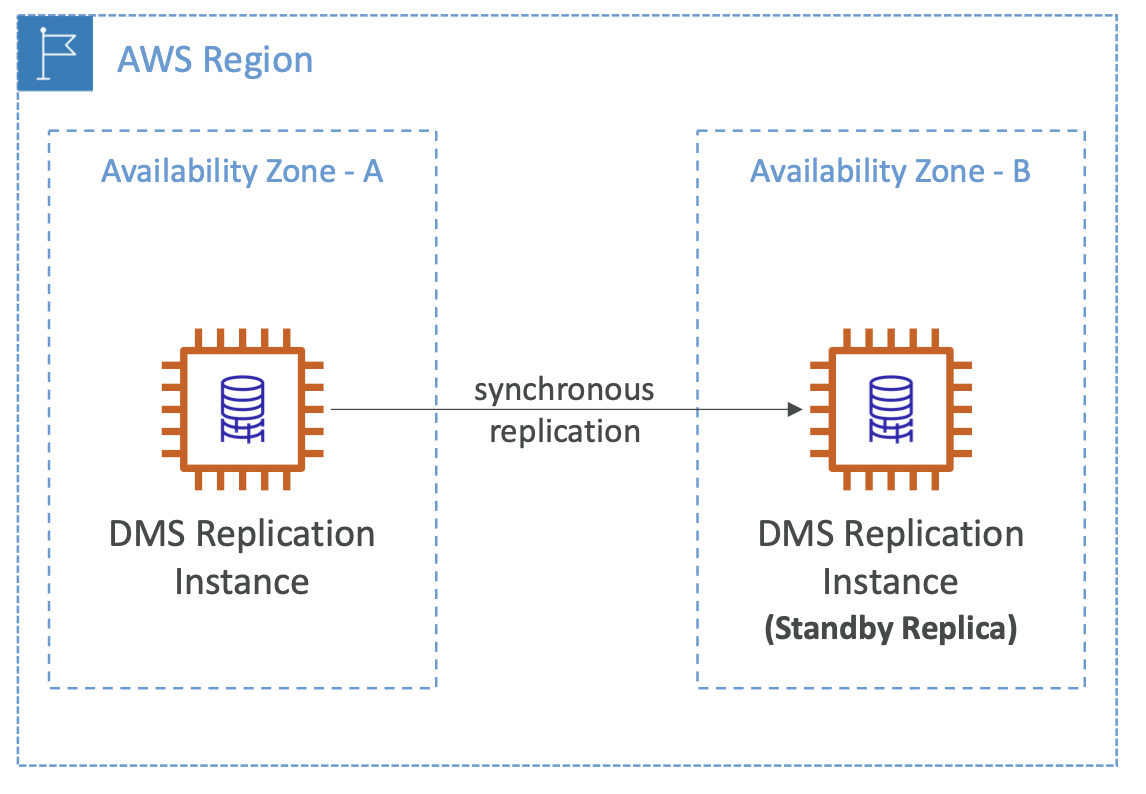 AWS Region
Availability Zone - A
Availability Zone - B
synchronous
replication
DMS Replication
Instance
DMS Replication
Instance
(Standby Replica)